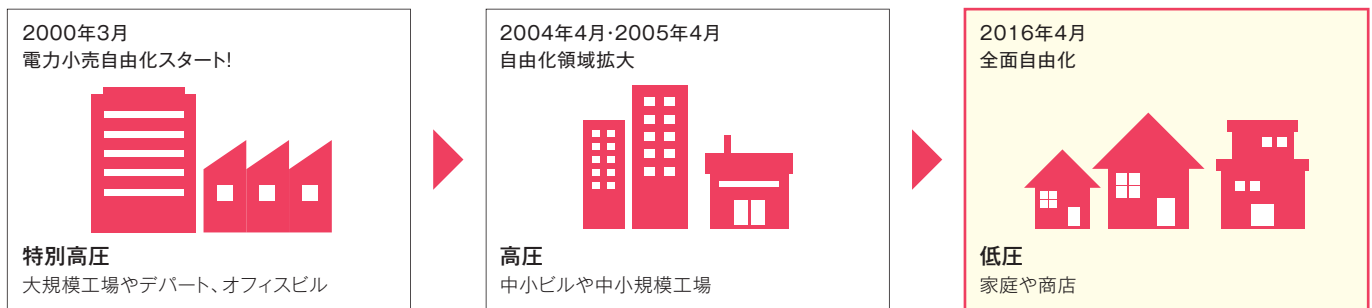 2000年3月
電力小売自由化スタート!
特別高圧
大規模工場やデパート、オフィスビル
2004年4月・2005年4月
自由化領域拡大
高圧
中小ビルや中小規模工場
2016年4月
全面自由化
低圧
家庭や商店